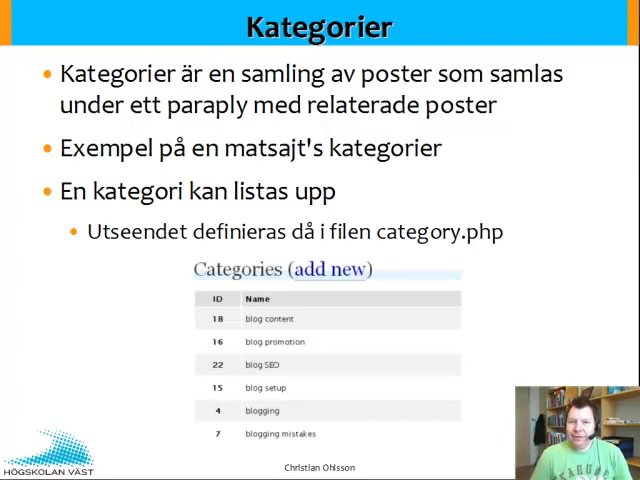 Kategorier
Kategorier är en samling av poster som samlas
under ett paraply med relaterade poster
Exempel på en matsajt's kategorier
En kategori kan listas upp
Utseendet definieras då i filen category.php
Categories (add new)
ID Name
18 blog content
16 blog promotion
22 blog SEO
15 blog setup
4 blogging
7 blogging mistakes
HÖGSKOLAN VÄST
Christian Ohlsson